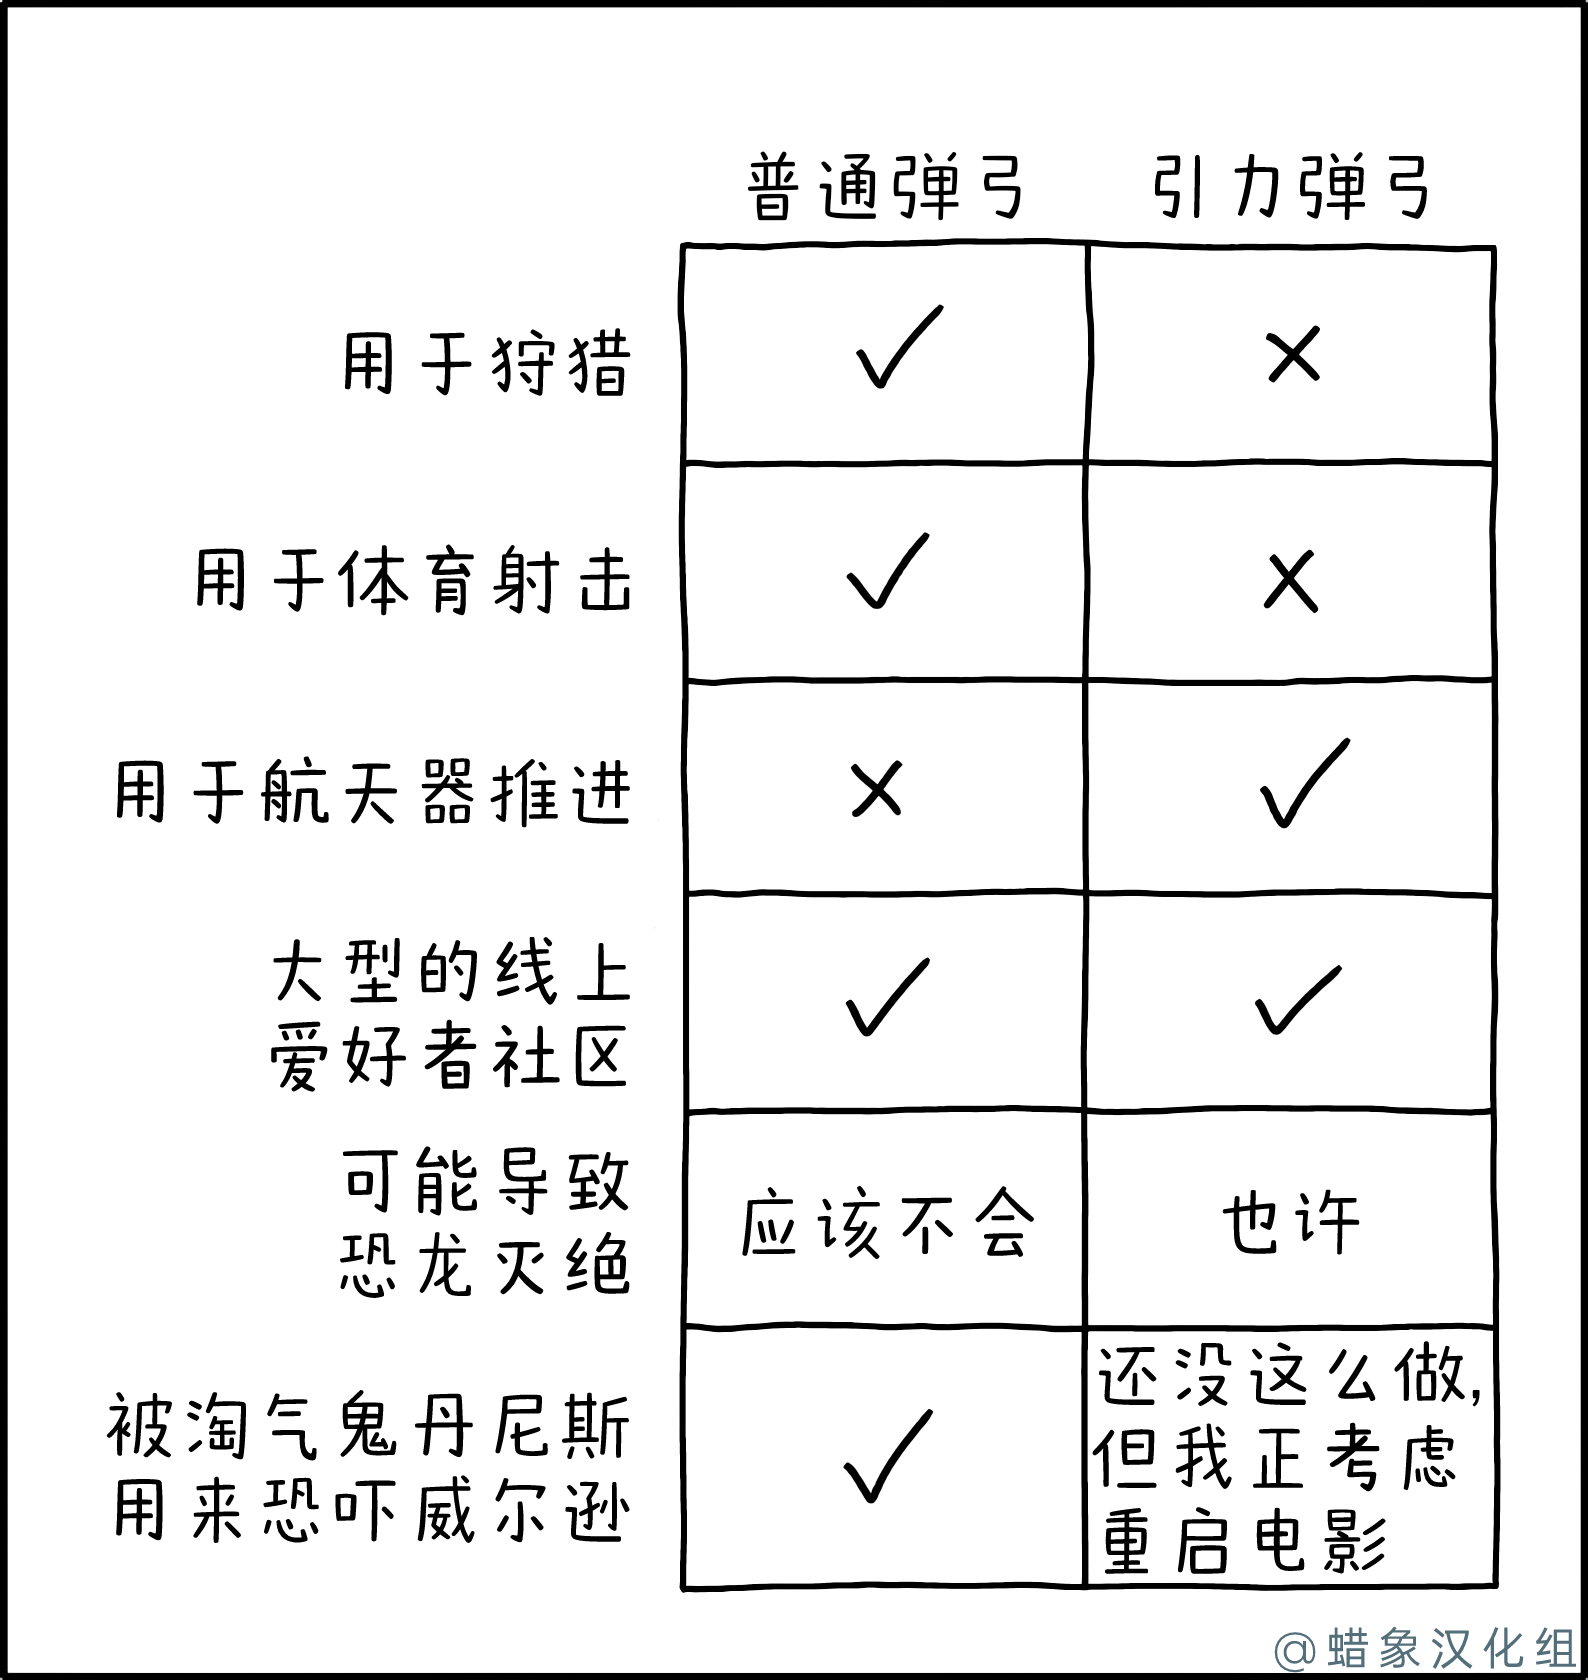 普通弹弓 引力弹弓
用于狩猎 ✓ ×
用于体育射击 ✓ ×
用于航天器推进 × ✓
大型的线上
爱好者社区 ✓ ✓
可能导致
恐龙灭绝 应该不会 也许
被淘气鬼丹尼斯
用来恐吓威尔逊 ✓
还没这么做,
但我正考虑
重启电影
@蜡象汉化组